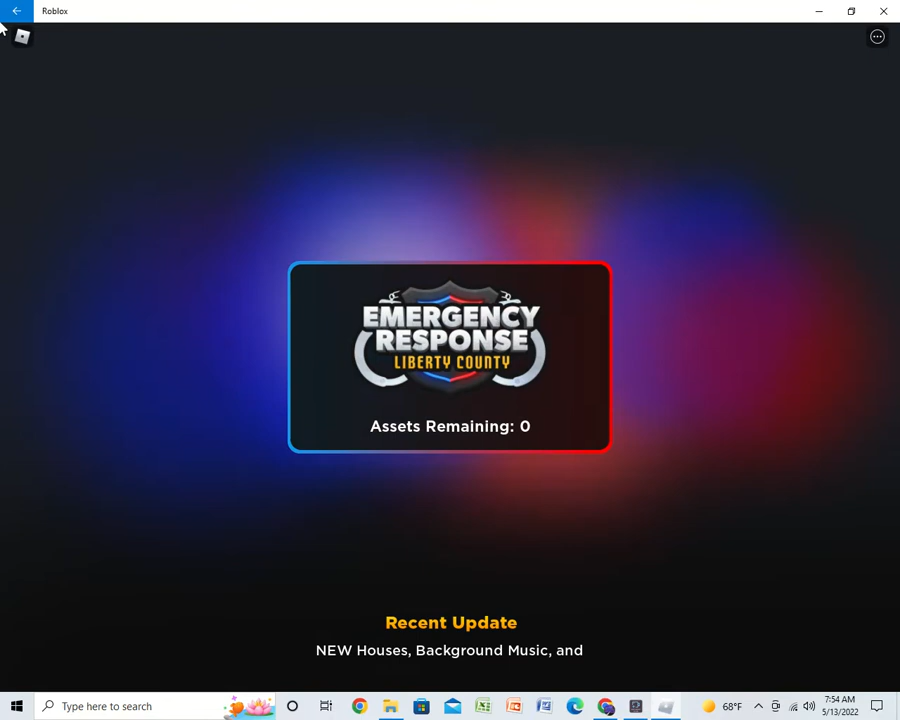 Roblox
EMERGENCY
RESPONSE
LIBERTY COUNTY
Assets Remaining: 0
Recent Update
NEW Houses, Background Music, and
Type here to search
68°F
7:54 AM
5/13/2022